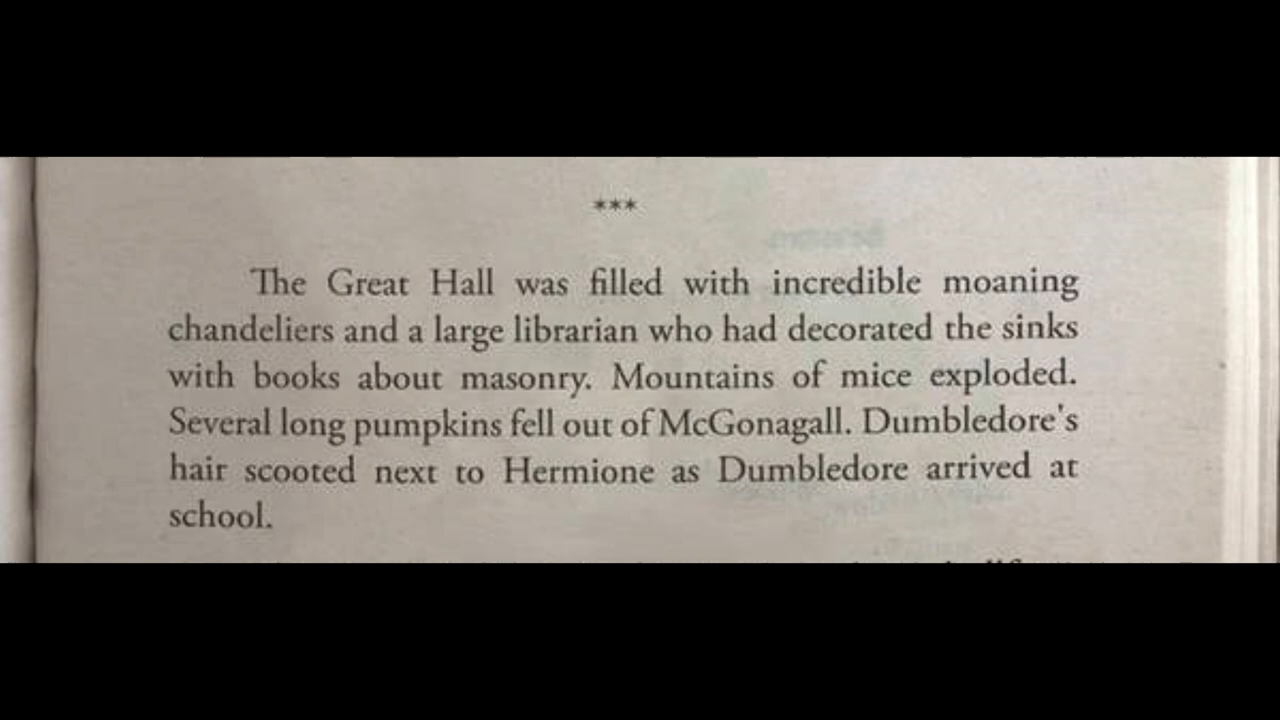 ***
The Great Hall was filled with incredible moaning
chandeliers and a large librarian who had decorated the sinks
with books about masonry. Mountains of mice exploded.
Several long pumpkins fell out of McGonagall. Dumbledore's
hair scooted next to Hermione as Dumbledore arrived at
school.